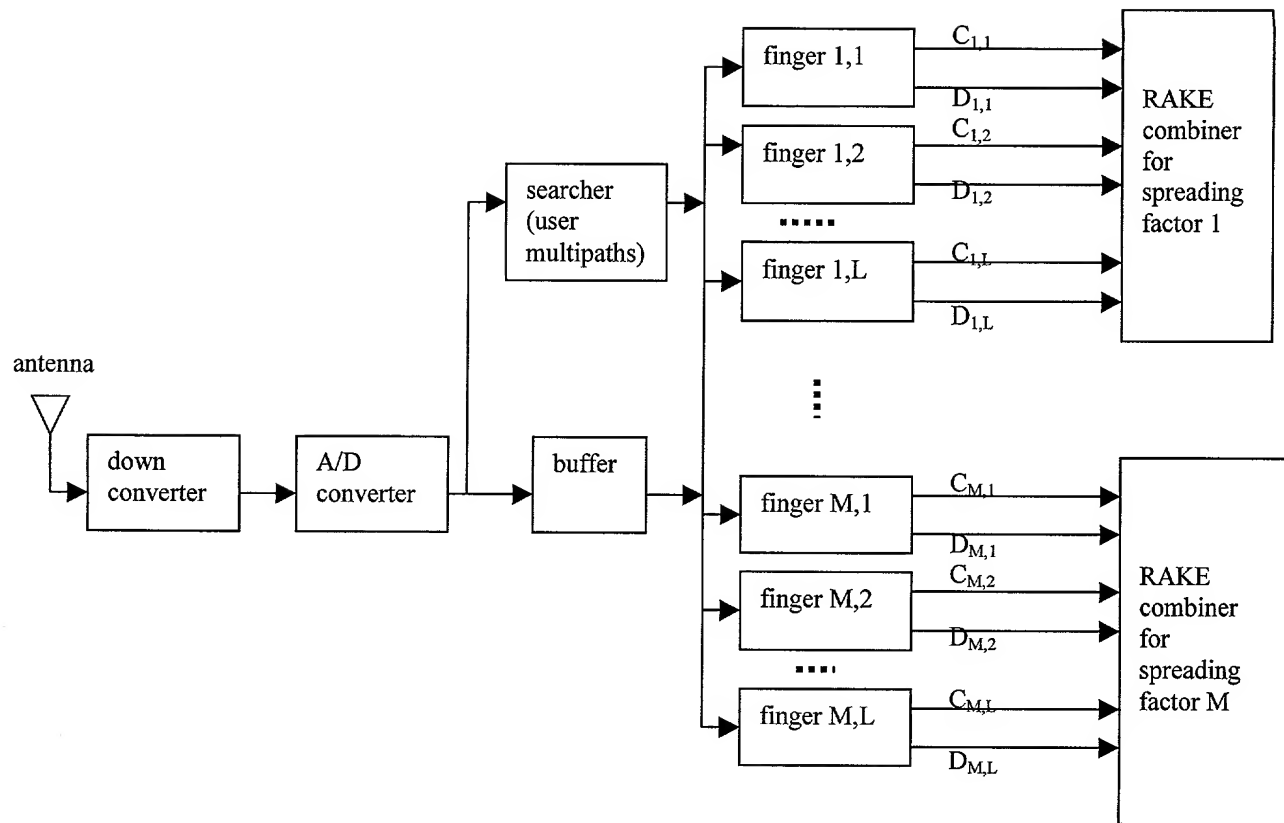 antenna
down
converter
A/D
converter
searcher
(user
multipaths)
buffer
finger 1,1
C1,1
D1,1
finger 1,2
C1,2
D1,2
finger 1,L
C1,L
D1,L
RAKE
combiner
for
spreading
factor 1
finger M,1
CM,1
DM,1
finger M,2
CM,2
DM,2
finger M,L
CM,L
DM,L
RAKE
combiner
for
spreading
factor M